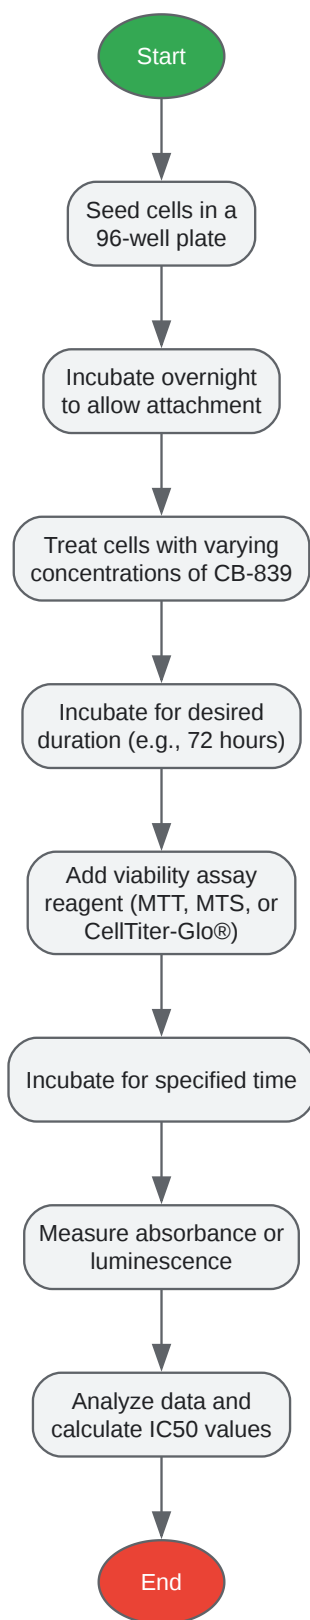 Start
Seed cells in a
96-well plate
Incubate overnight
to allow attachment
Treat cells with varying
concentrations of CB-839
Incubate for desired
duration (e.g., 72 hours)
Add viability assay
reagent (MTT, MTS, or
CellTiter-Glo®)
Incubate for specified time
Measure absorbance or
luminescence
Analyze data and
calculate IC50 values
End